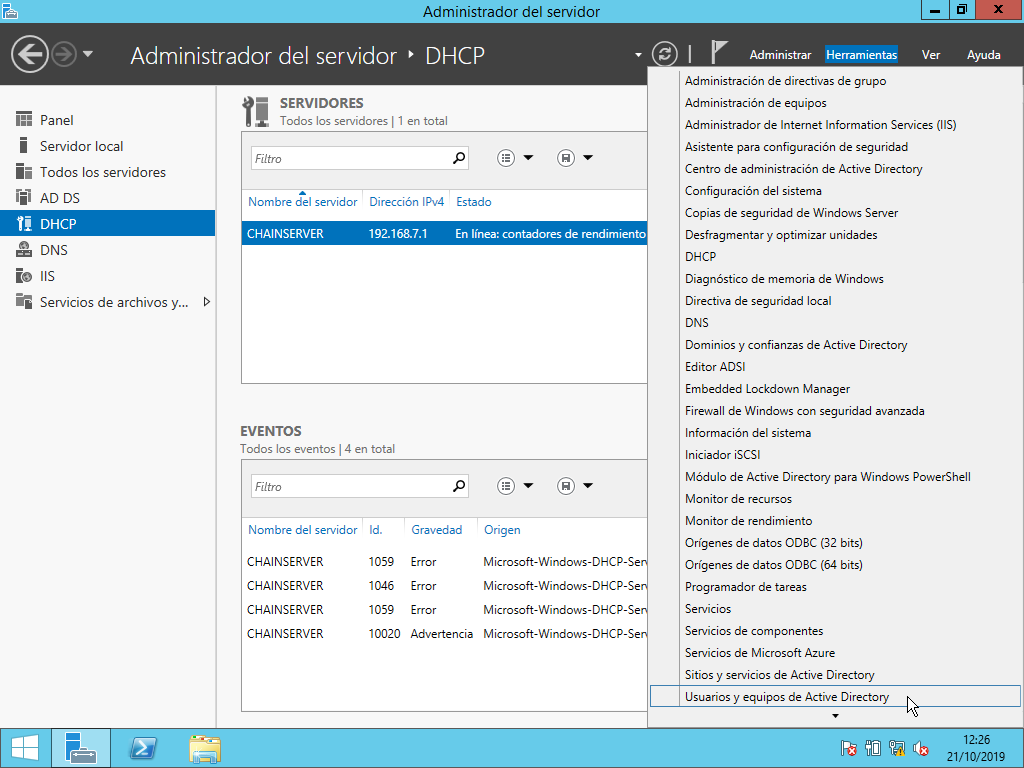 Administrador del servidor
Administrador del servidor ‣ DHCP
Administrar Herramientas Ver Ayuda
Panel
Servidor local
Todos los servidores
AD DS
DHCP
DNS
IIS
Servicios de archivos y...
SERVIDORES
Todos los servidores | 1 en total
Filtro
Nombre del servidor Dirección IPv4 Estado
CHAINSERVER 192.168.7.1 En línea: contadores de rendimiento
EVENTOS
Todos los eventos | 4 en total
Filtro
Nombre del servidor Id. Gravedad Origen
CHAINSERVER 1059 Error Microsoft-Windows-DHCP-Ser
CHAINSERVER 1046 Error Microsoft-Windows-DHCP-Ser
CHAINSERVER 1059 Error Microsoft-Windows-DHCP-Ser
CHAINSERVER 10020 Advertencia Microsoft-Windows-DHCP-Ser
Administración de directivas de grupo
Administración de equipos
Administrador de Internet Information Services (IIS)
Asistente para configuración de seguridad
Centro de administración de Active Directory
Configuración del sistema
Copias de seguridad de Windows Server
Desfragmentar y optimizar unidades
DHCP
Diagnóstico de memoria de Windows
Directiva de seguridad local
DNS
Dominios y confianzas de Active Directory
Editor ADSI
Embedded Lockdown Manager
Firewall de Windows con seguridad avanzada
Información del sistema
Iniciador iSCSI
Módulo de Active Directory para Windows PowerShell
Monitor de recursos
Monitor de rendimiento
Orígenes de datos ODBC (32 bits)
Orígenes de datos ODBC (64 bits)
Programador de tareas
Servicios
Servicios de componentes
Servicios de Microsoft Azure
Sitios y servicios de Active Directory
Usuarios y equipos de Active Directory
12:26
21/10/2019